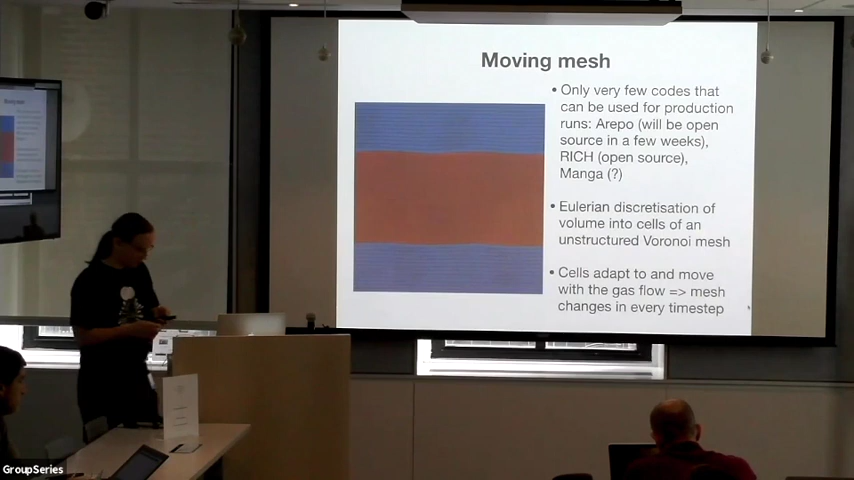 Moving mesh
• Only very few codes that
can be used for production
runs: Arepo (will be open
source in a few weeks),
RICH (open source),
Manga (?)
• Eulerian discretisation of
volume into cells of an
unstructured Voronoi mesh
• Cells adapt to and move
with the gas flow => mesh
changes in every timestep
GroupSeries